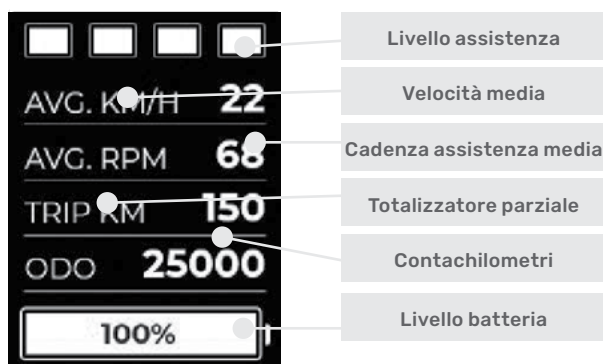 Livello assistenza
AVG. KM/H 22 Velocità media
AVG. RPM 68 Cadenza assistenza media
TRIP KM 150 Totalizzatore parziale
ODO 25000 Contachilometri
100% Livello batteria